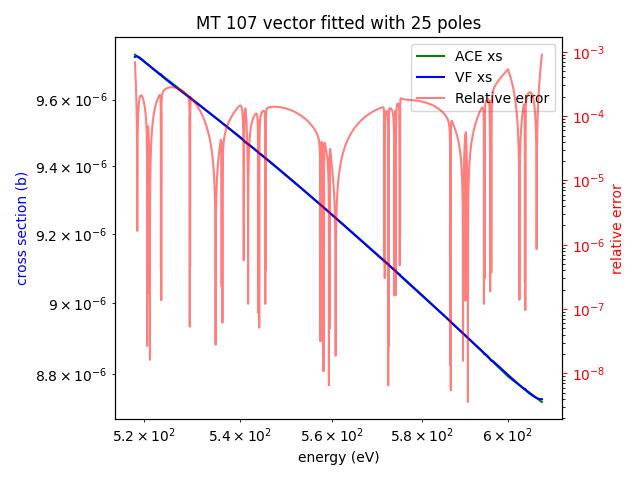 MT 107 vector fitted with 25 poles
ACE xs
VF xs
Relative error
cross section (b)
9.6 × 10⁻⁶
9.4 × 10⁻⁶
9.2 × 10⁻⁶
9 × 10⁻⁶
8.8 × 10⁻⁶
10⁻³
10⁻⁴
10⁻⁵
10⁻⁶
10⁻⁷
10⁻⁸
relative error
5.2 × 10² 5.4 × 10² 5.6 × 10² 5.8 × 10² 6 × 10²
energy (eV)